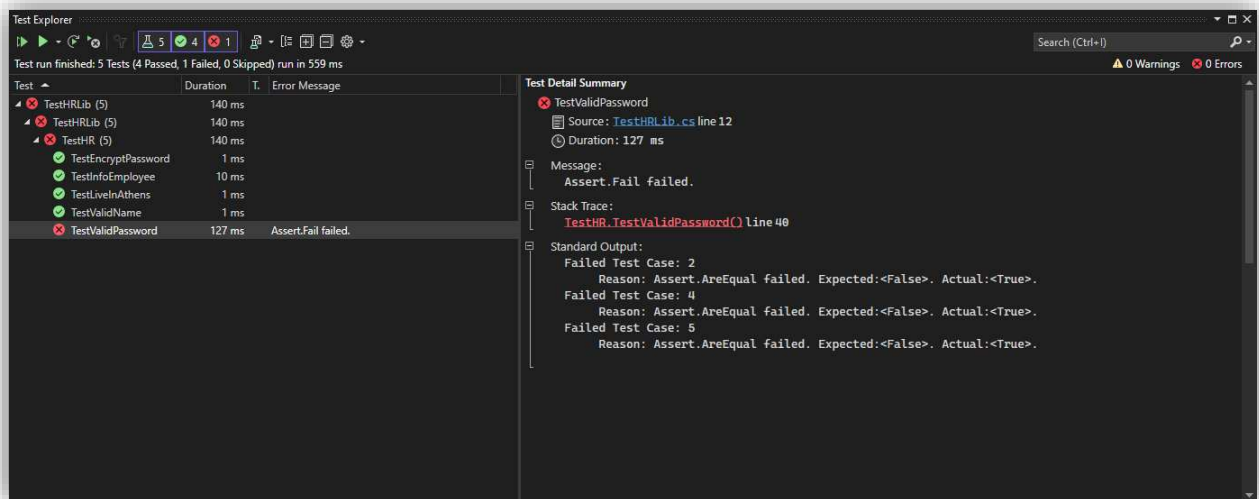 Test Explorer
5 4 1
Search (Ctrl+I)
Test run finished: 5 Tests (4 Passed, 1 Failed, 0 Skipped) run in 559 ms
0 Warnings 0 Errors
Test Duration T. Error Message
TestHRLib (5) 140 ms
TestHRLib (5) 140 ms
TestHR (5) 140 ms
TestEncryptPassword 1 ms
TestInfoEmployee 10 ms
TestLiveInAthens 1 ms
TestValidName 1 ms
TestValidPassword 127 ms Assert.Fail failed.
Test Detail Summary
TestValidPassword
Source: TestHRLib.cs line 12
Duration: 127 ms
Message:
Assert.Fail failed.
Stack Trace:
TestHR.TestValidPassword() line 40
Standard Output:
Failed Test Case: 2
Reason: Assert.AreEqual failed. Expected:<False>. Actual:<True>.
Failed Test Case: 4
Reason: Assert.AreEqual failed. Expected:<False>. Actual:<True>.
Failed Test Case: 5
Reason: Assert.AreEqual failed. Expected:<False>. Actual:<True>.